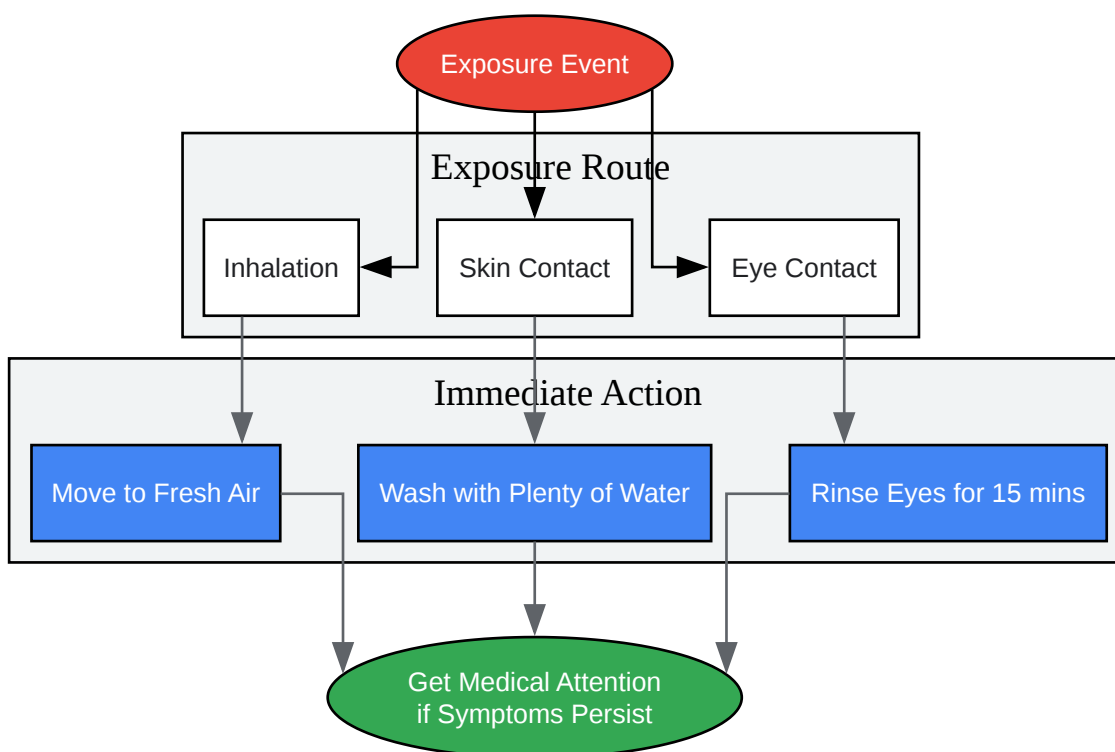 Exposure Event
Exposure Route
Inhalation
Skin Contact
Eye Contact
Immediate Action
Move to Fresh Air
Wash with Plenty of Water
Rinse Eyes for 15 mins
Get Medical Attention
if Symptoms Persist